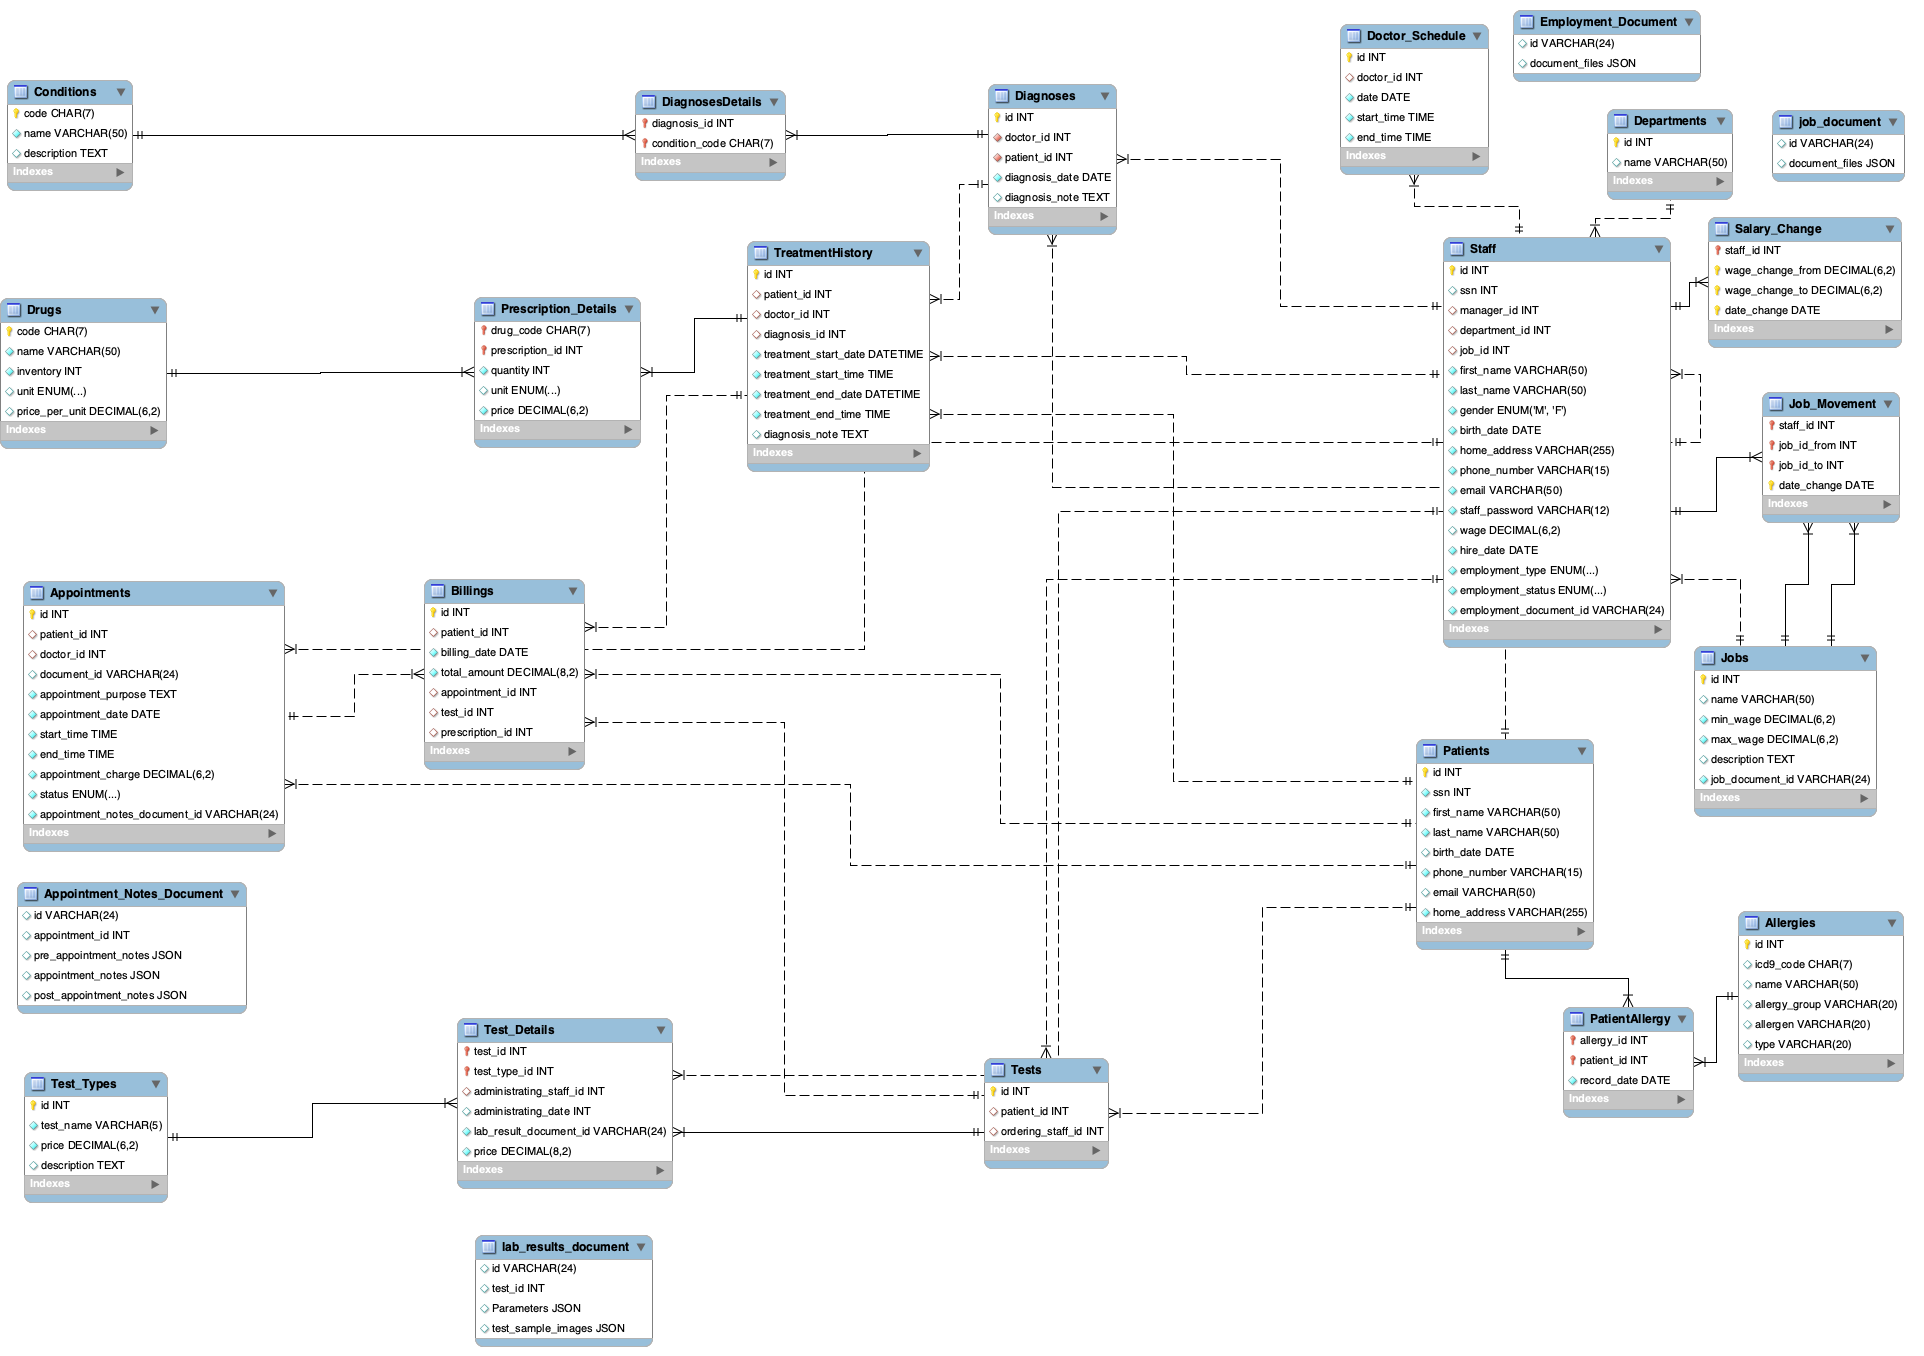 Conditions
code CHAR(7)
name VARCHAR(50)
description TEXT
Indexes
DiagnosesDetails
diagnosis_id INT
condition_code CHAR(7)
Indexes
Diagnoses
id INT
doctor_id INT
patient_id INT
diagnosis_date DATE
diagnosis_note TEXT
Indexes
Doctor_Schedule
id INT
doctor_id INT
date DATE
start_time TIME
end_time TIME
Indexes
Employment_Document
id VARCHAR(24)
document_files JSON
Departments
id INT
name VARCHAR(50)
Indexes
job_document
id VARCHAR(24)
document_files JSON
Drugs
code CHAR(7)
name VARCHAR(50)
inventory INT
unit ENUM(...)
price_per_unit DECIMAL(6,2)
Indexes
Prescription_Details
drug_code CHAR(7)
prescription_id INT
quantity INT
unit ENUM(...)
price DECIMAL(6,2)
Indexes
TreatmentHistory
id INT
patient_id INT
doctor_id INT
diagnosis_id INT
treatment_start_date DATETIME
treatment_start_time TIME
treatment_end_date DATETIME
treatment_end_time TIME
diagnosis_note TEXT
Indexes
Staff
id INT
ssn INT
manager_id INT
department_id INT
job_id INT
first_name VARCHAR(50)
last_name VARCHAR(50)
gender ENUM('M', 'F')
birth_date DATE
home_address VARCHAR(255)
phone_number VARCHAR(15)
email VARCHAR(50)
staff_password VARCHAR(12)
wage DECIMAL(6,2)
hire_date DATE
employment_type ENUM(...)
employment_status ENUM(...)
employment_document_id VARCHAR(24)
Indexes
Salary_Change
staff_id INT
wage_change_from DECIMAL(6,2)
wage_change_to DECIMAL(6,2)
date_change DATE
Indexes
Job_Movement
staff_id INT
job_id_from INT
job_id_to INT
date_change DATE
Indexes
Appointments
id INT
patient_id INT
doctor_id INT
document_id VARCHAR(24)
appointment_purpose TEXT
appointment_date DATE
start_time TIME
end_time TIME
appointment_charge DECIMAL(6,2)
status ENUM(...)
appointment_notes_document_id VARCHAR(24)
Indexes
Billings
id INT
patient_id INT
billing_date DATE
total_amount DECIMAL(8,2)
appointment_id INT
test_id INT
prescription_id INT
Indexes
Jobs
id INT
name VARCHAR(50)
min_wage DECIMAL(6,2)
max_wage DECIMAL(6,2)
description TEXT
job_document_id VARCHAR(24)
Indexes
Patients
id INT
ssn INT
first_name VARCHAR(50)
last_name VARCHAR(50)
birth_date DATE
phone_number VARCHAR(15)
email VARCHAR(50)
home_address VARCHAR(255)
Indexes
Appointment_Notes_Document
id VARCHAR(24)
appointment_id INT
pre_appointment_notes JSON
appointment_notes JSON
post_appointment_notes JSON
Allergies
id INT
icd9_code CHAR(7)
name VARCHAR(50)
allergy_group VARCHAR(20)
allergen VARCHAR(20)
type VARCHAR(20)
Indexes
PatientAllergy
allergy_id INT
patient_id INT
record_date DATE
Indexes
Test_Types
id INT
test_name VARCHAR(5)
price DECIMAL(6,2)
description TEXT
Indexes
Test_Details
test_id INT
test_type_id INT
administrating_staff_id INT
administrating_date INT
lab_result_document_id VARCHAR(24)
price DECIMAL(8,2)
Indexes
Tests
id INT
patient_id INT
ordering_staff_id INT
Indexes
lab_results_document
id VARCHAR(24)
test_id INT
Parameters JSON
test_sample_images JSON